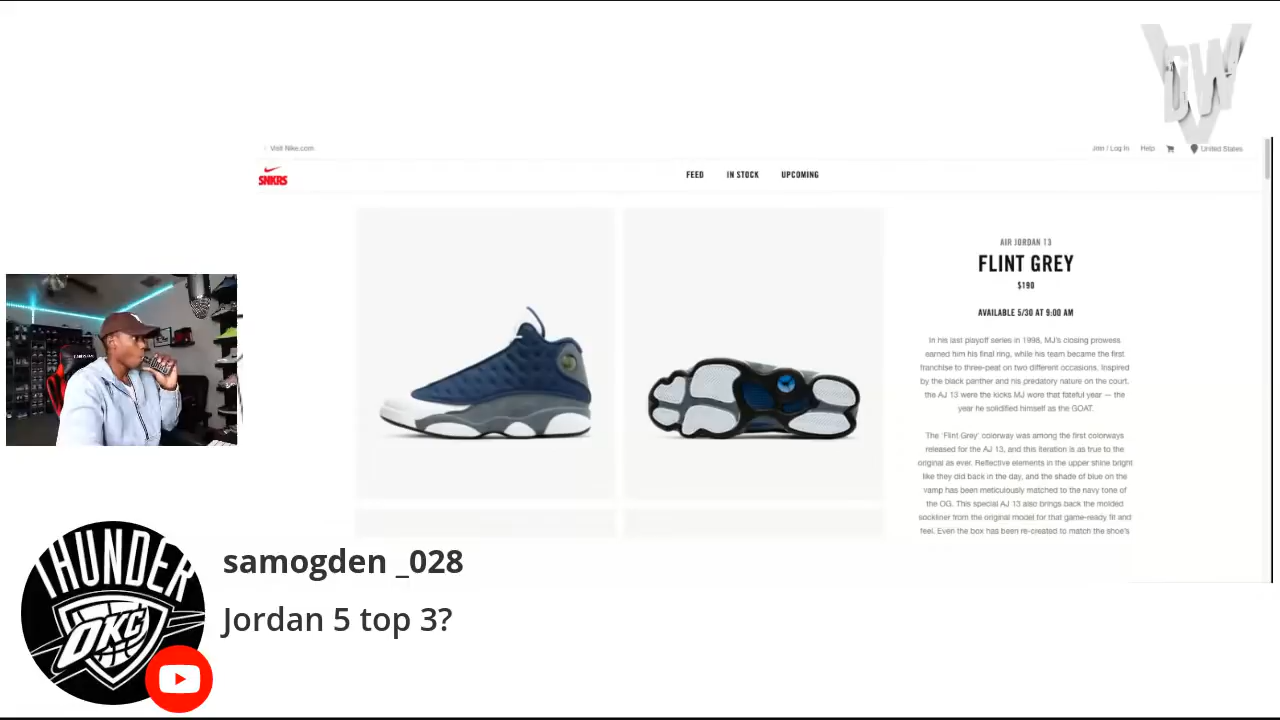 DW
Visit Nike.com
Join / Log In Help United States
SNKRS
FEED IN STOCK UPCOMING
AIR JORDAN 13
FLINT GREY
$190
AVAILABLE 5/30 AT 9:00 AM
In his last playoff series in 1998, MJ's closing prowess
earned him his final ring, while his team became the first
franchise to three-peat on two different occasions. Inspired
by the black panther and his predatory nature on the court,
the AJ 13 were the kicks MJ wore that fateful year — the
year he solidified himself as the GOAT.
The 'Flint Grey' colorway was among the first colorways
released for the AJ 13, and this iteration is as true to the
original as ever. Reflective elements in the upper shine bright
like they did back in the day, and the shade of blue on the
vamp has been meticulously matched to the navy tone of
the OG. This special AJ 13 also brings back the molded
sockliner from the original model for that game-ready fit and
feel. Even the box has been re-created to match the shoe's
THUNDER
OKC
samogden _028
Jordan 5 top 3?